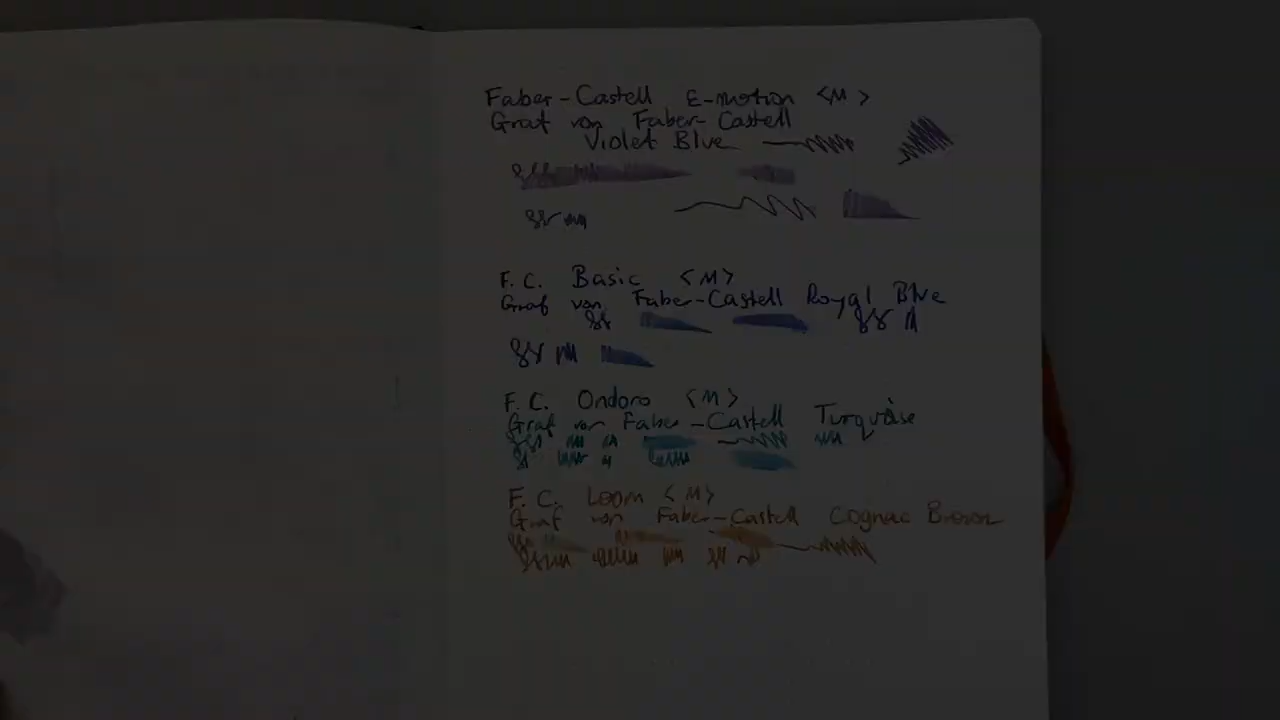 Faber-Castell E-motion <M>
Graf von Faber-Castell
Violet Blue
F.C. Basic <M>
Graf von Faber-Castell Royal Blue
F.C. Ondoro <M>
Graf von Faber-Castell Turquoise
F.C. Loom <M>
Graf von Faber-Castell Cognac Brown